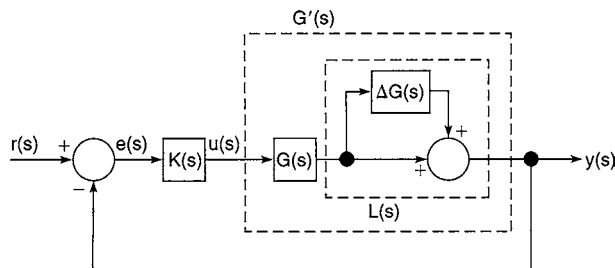 G'(s)
ΔG(s)
+
r(s) + e(s) K(s) u(s) G(s) + y(s)
−
L(s)